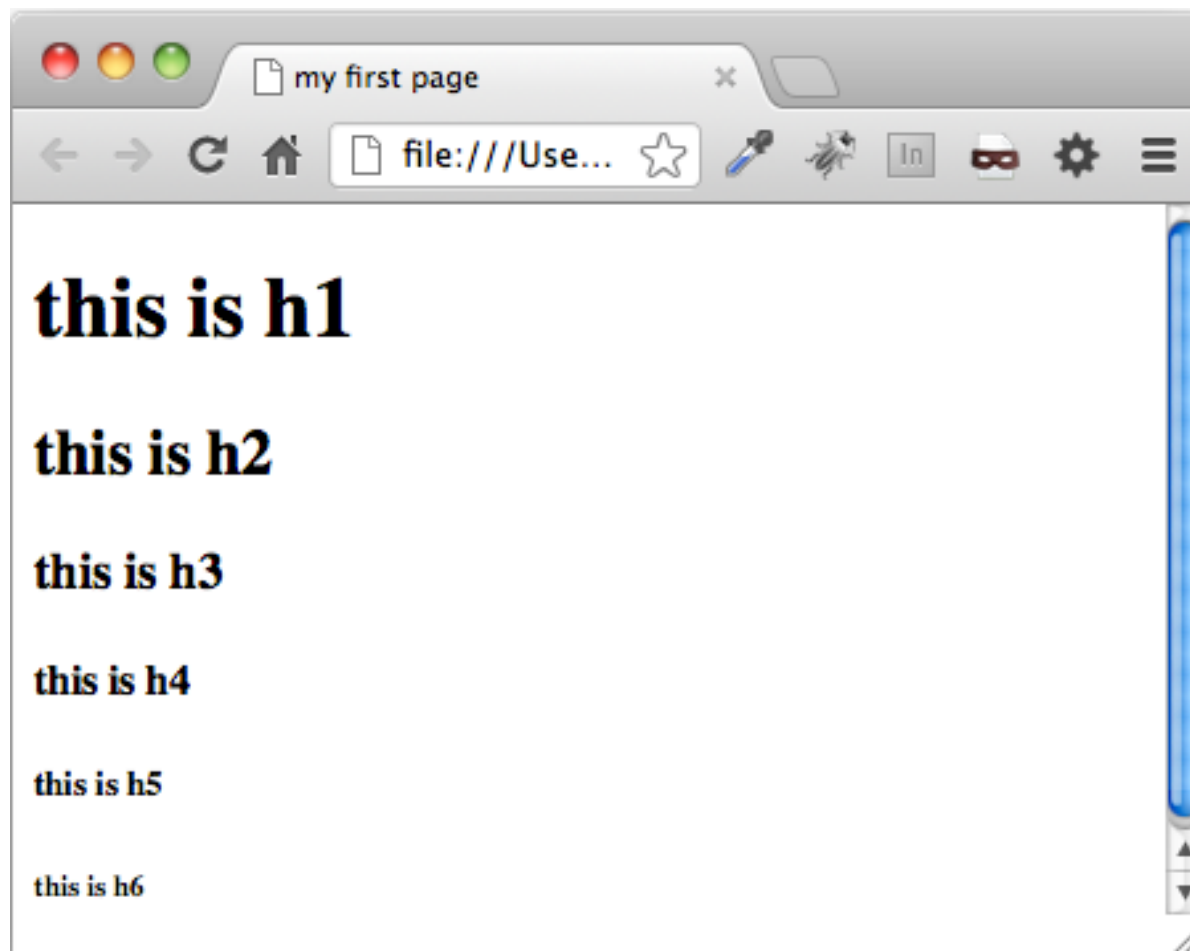 my first page
file:///Use...
In
this is h1
this is h2
this is h3
this is h4
this is h5
this is h6